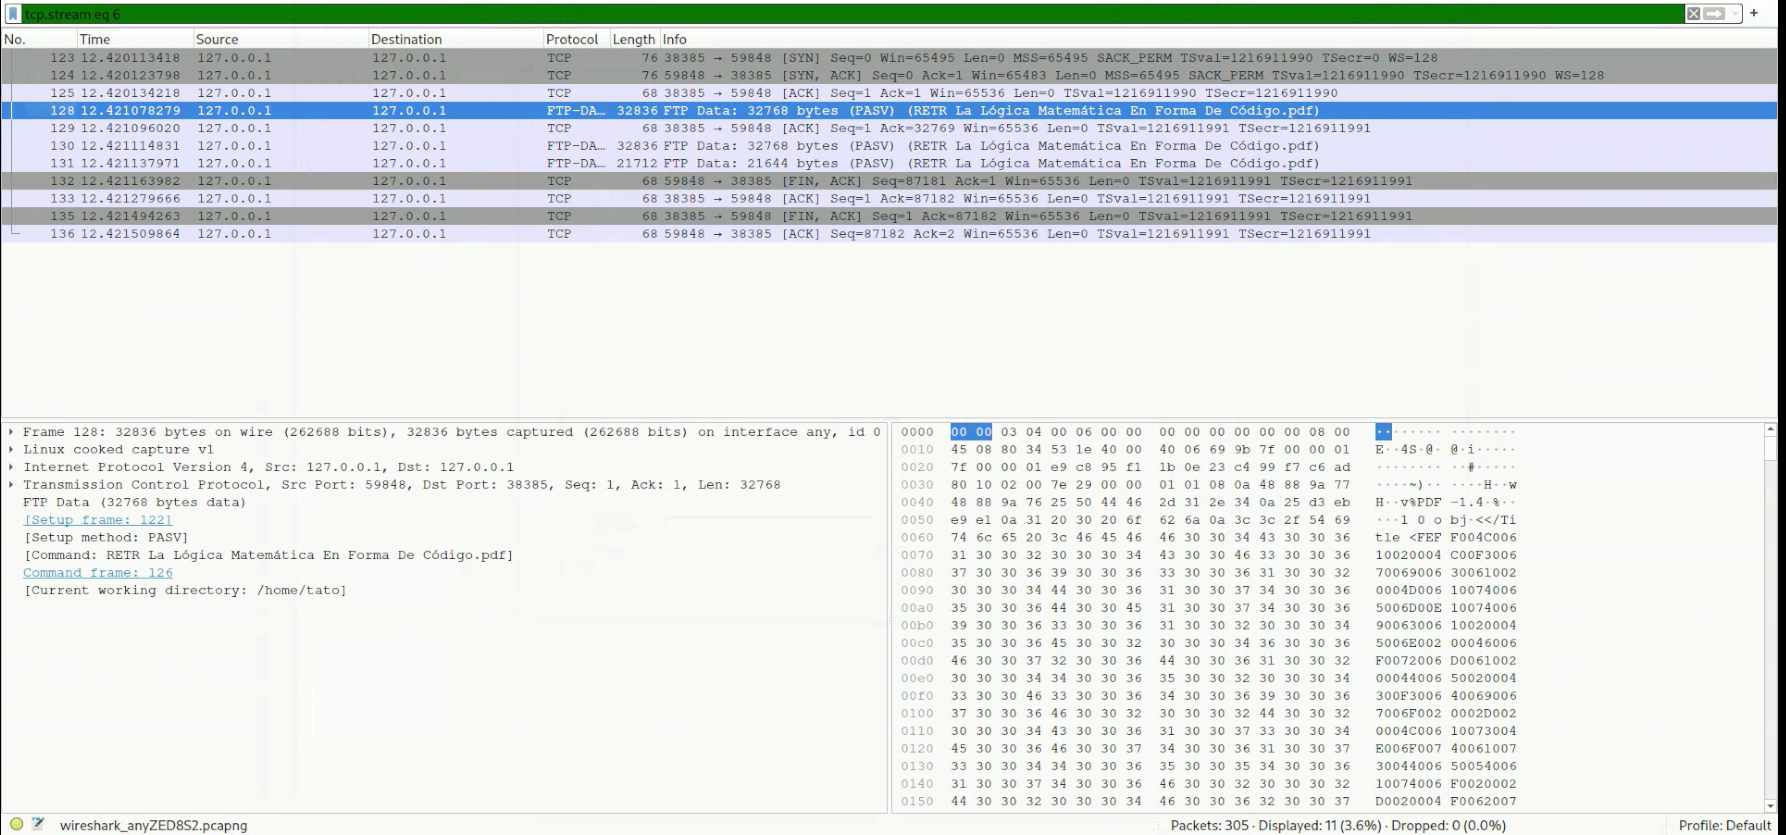 tcp.stream eq 6
No. Time Source Destination Protocol Length Info
123 12.420113418 127.0.0.1 127.0.0.1 TCP 76 38385 → 59848 [SYN] Seq=0 Win=65495 Len=0 MSS=65495 SACK_PERM TSval=1216911990 TSecr=0 WS=128
124 12.420123798 127.0.0.1 127.0.0.1 TCP 76 59848 → 38385 [SYN, ACK] Seq=0 Ack=1 Win=65483 Len=0 MSS=65495 SACK_PERM TSval=1216911990 TSecr=1216911990 WS=128
125 12.420134218 127.0.0.1 127.0.0.1 TCP 68 38385 → 59848 [ACK] Seq=1 Ack=1 Win=65536 Len=0 TSval=1216911990 TSecr=1216911990
128 12.421078279 127.0.0.1 127.0.0.1 FTP-DA… 32836 FTP Data: 32768 bytes (PASV) (RETR La Lógica Matemática En Forma De Código.pdf)
129 12.421096020 127.0.0.1 127.0.0.1 TCP 68 38385 → 59848 [ACK] Seq=1 Ack=32769 Win=65536 Len=0 TSval=1216911991 TSecr=1216911991
130 12.421114831 127.0.0.1 127.0.0.1 FTP-DA… 32836 FTP Data: 32768 bytes (PASV) (RETR La Lógica Matemática En Forma De Código.pdf)
131 12.421137971 127.0.0.1 127.0.0.1 FTP-DA… 21712 FTP Data: 21644 bytes (PASV) (RETR La Lógica Matemática En Forma De Código.pdf)
132 12.421163982 127.0.0.1 127.0.0.1 TCP 68 59848 → 38385 [FIN, ACK] Seq=87181 Ack=1 Win=65536 Len=0 TSval=1216911991 TSecr=1216911991
133 12.421279666 127.0.0.1 127.0.0.1 TCP 68 38385 → 59848 [ACK] Seq=1 Ack=87182 Win=65536 Len=0 TSval=1216911991 TSecr=1216911991
135 12.421494263 127.0.0.1 127.0.0.1 TCP 68 38385 → 59848 [FIN, ACK] Seq=1 Ack=87182 Win=65536 Len=0 TSval=1216911991 TSecr=1216911991
136 12.421509864 127.0.0.1 127.0.0.1 TCP 68 59848 → 38385 [ACK] Seq=87182 Ack=2 Win=65536 Len=0 TSval=1216911991 TSecr=1216911991
Frame 128: 32836 bytes on wire (262688 bits), 32836 bytes captured (262688 bits) on interface any, id 0
Linux cooked capture v1
Internet Protocol Version 4, Src: 127.0.0.1, Dst: 127.0.0.1
Transmission Control Protocol, Src Port: 59848, Dst Port: 38385, Seq: 1, Ack: 1, Len: 32768
FTP Data (32768 bytes data)
[Setup frame: 122]
[Setup method: PASV]
[Command: RETR La Lógica Matemática En Forma De Código.pdf]
Command frame: 126
[Current working directory: /home/tato]
0000 00 00 03 04 00 06 00 00 00 00 00 00 00 00 08 00 ········ ········
0010 45 08 80 34 53 1e 40 00 40 06 69 9b 7f 00 00 01 E··4S·@· @·i·····
0020 7f 00 00 01 e9 c8 95 f1 1b 0e 23 c4 99 f7 c6 ad ········ ··#·····
0030 80 10 02 00 7e 29 00 00 01 01 08 0a 48 88 9a 77 ····~)·· ····H··w
0040 48 88 9a 76 25 50 44 46 2d 31 2e 34 0a 25 d3 eb H··v%PDF -1.4·%··
0050 e9 e1 0a 31 20 30 20 6f 62 6a 0a 3c 3c 2f 54 69 ···1 0 o bj·<</Ti
0060 74 6c 65 20 3c 46 45 46 46 30 30 34 43 30 30 36 tle <FEF F004C006
0070 31 30 30 32 30 30 30 34 43 30 30 46 33 30 30 36 10020004 C00F3006
0080 37 30 30 36 39 30 30 36 33 30 30 36 31 30 30 32 70069006 30061002
0090 30 30 30 34 44 30 30 36 31 30 30 37 34 30 30 36 0004D006 10074006
00a0 35 30 30 36 44 30 30 45 31 30 30 37 34 30 30 36 5006D00E 10074006
00b0 39 30 30 36 33 30 30 36 31 30 30 32 30 30 30 34 90063006 10020004
00c0 35 30 30 36 45 30 30 32 30 30 30 34 36 30 30 36 5006E002 00046006
00d0 46 30 30 37 32 30 30 36 44 30 30 36 31 30 30 32 F0072006 D0061002
00e0 30 30 30 34 34 30 30 36 35 30 30 32 30 30 30 34 00044006 50020004
00f0 33 30 30 46 33 30 30 36 34 30 30 36 39 30 30 36 300F3006 40069006
0100 37 30 30 36 46 30 30 32 30 30 30 32 44 30 30 32 7006F002 0002D002
0110 30 30 30 34 43 30 30 36 31 30 30 37 33 30 30 34 0004C006 10073004
0120 45 30 30 36 46 30 30 37 34 30 30 36 31 30 30 37 E006F007 40061007
0130 33 30 30 34 34 30 30 36 35 30 30 35 34 30 30 36 30044006 50054006
0140 31 30 30 37 34 30 30 36 46 30 30 32 30 30 30 32 10074006 F0020002
0150 44 30 30 32 30 30 30 34 46 30 30 36 32 30 30 37 D0020004 F0062007
wireshark_anyZED8S2.pcapng
Packets: 305 · Displayed: 11 (3.6%) · Dropped: 0 (0.0%)
Profile: Default